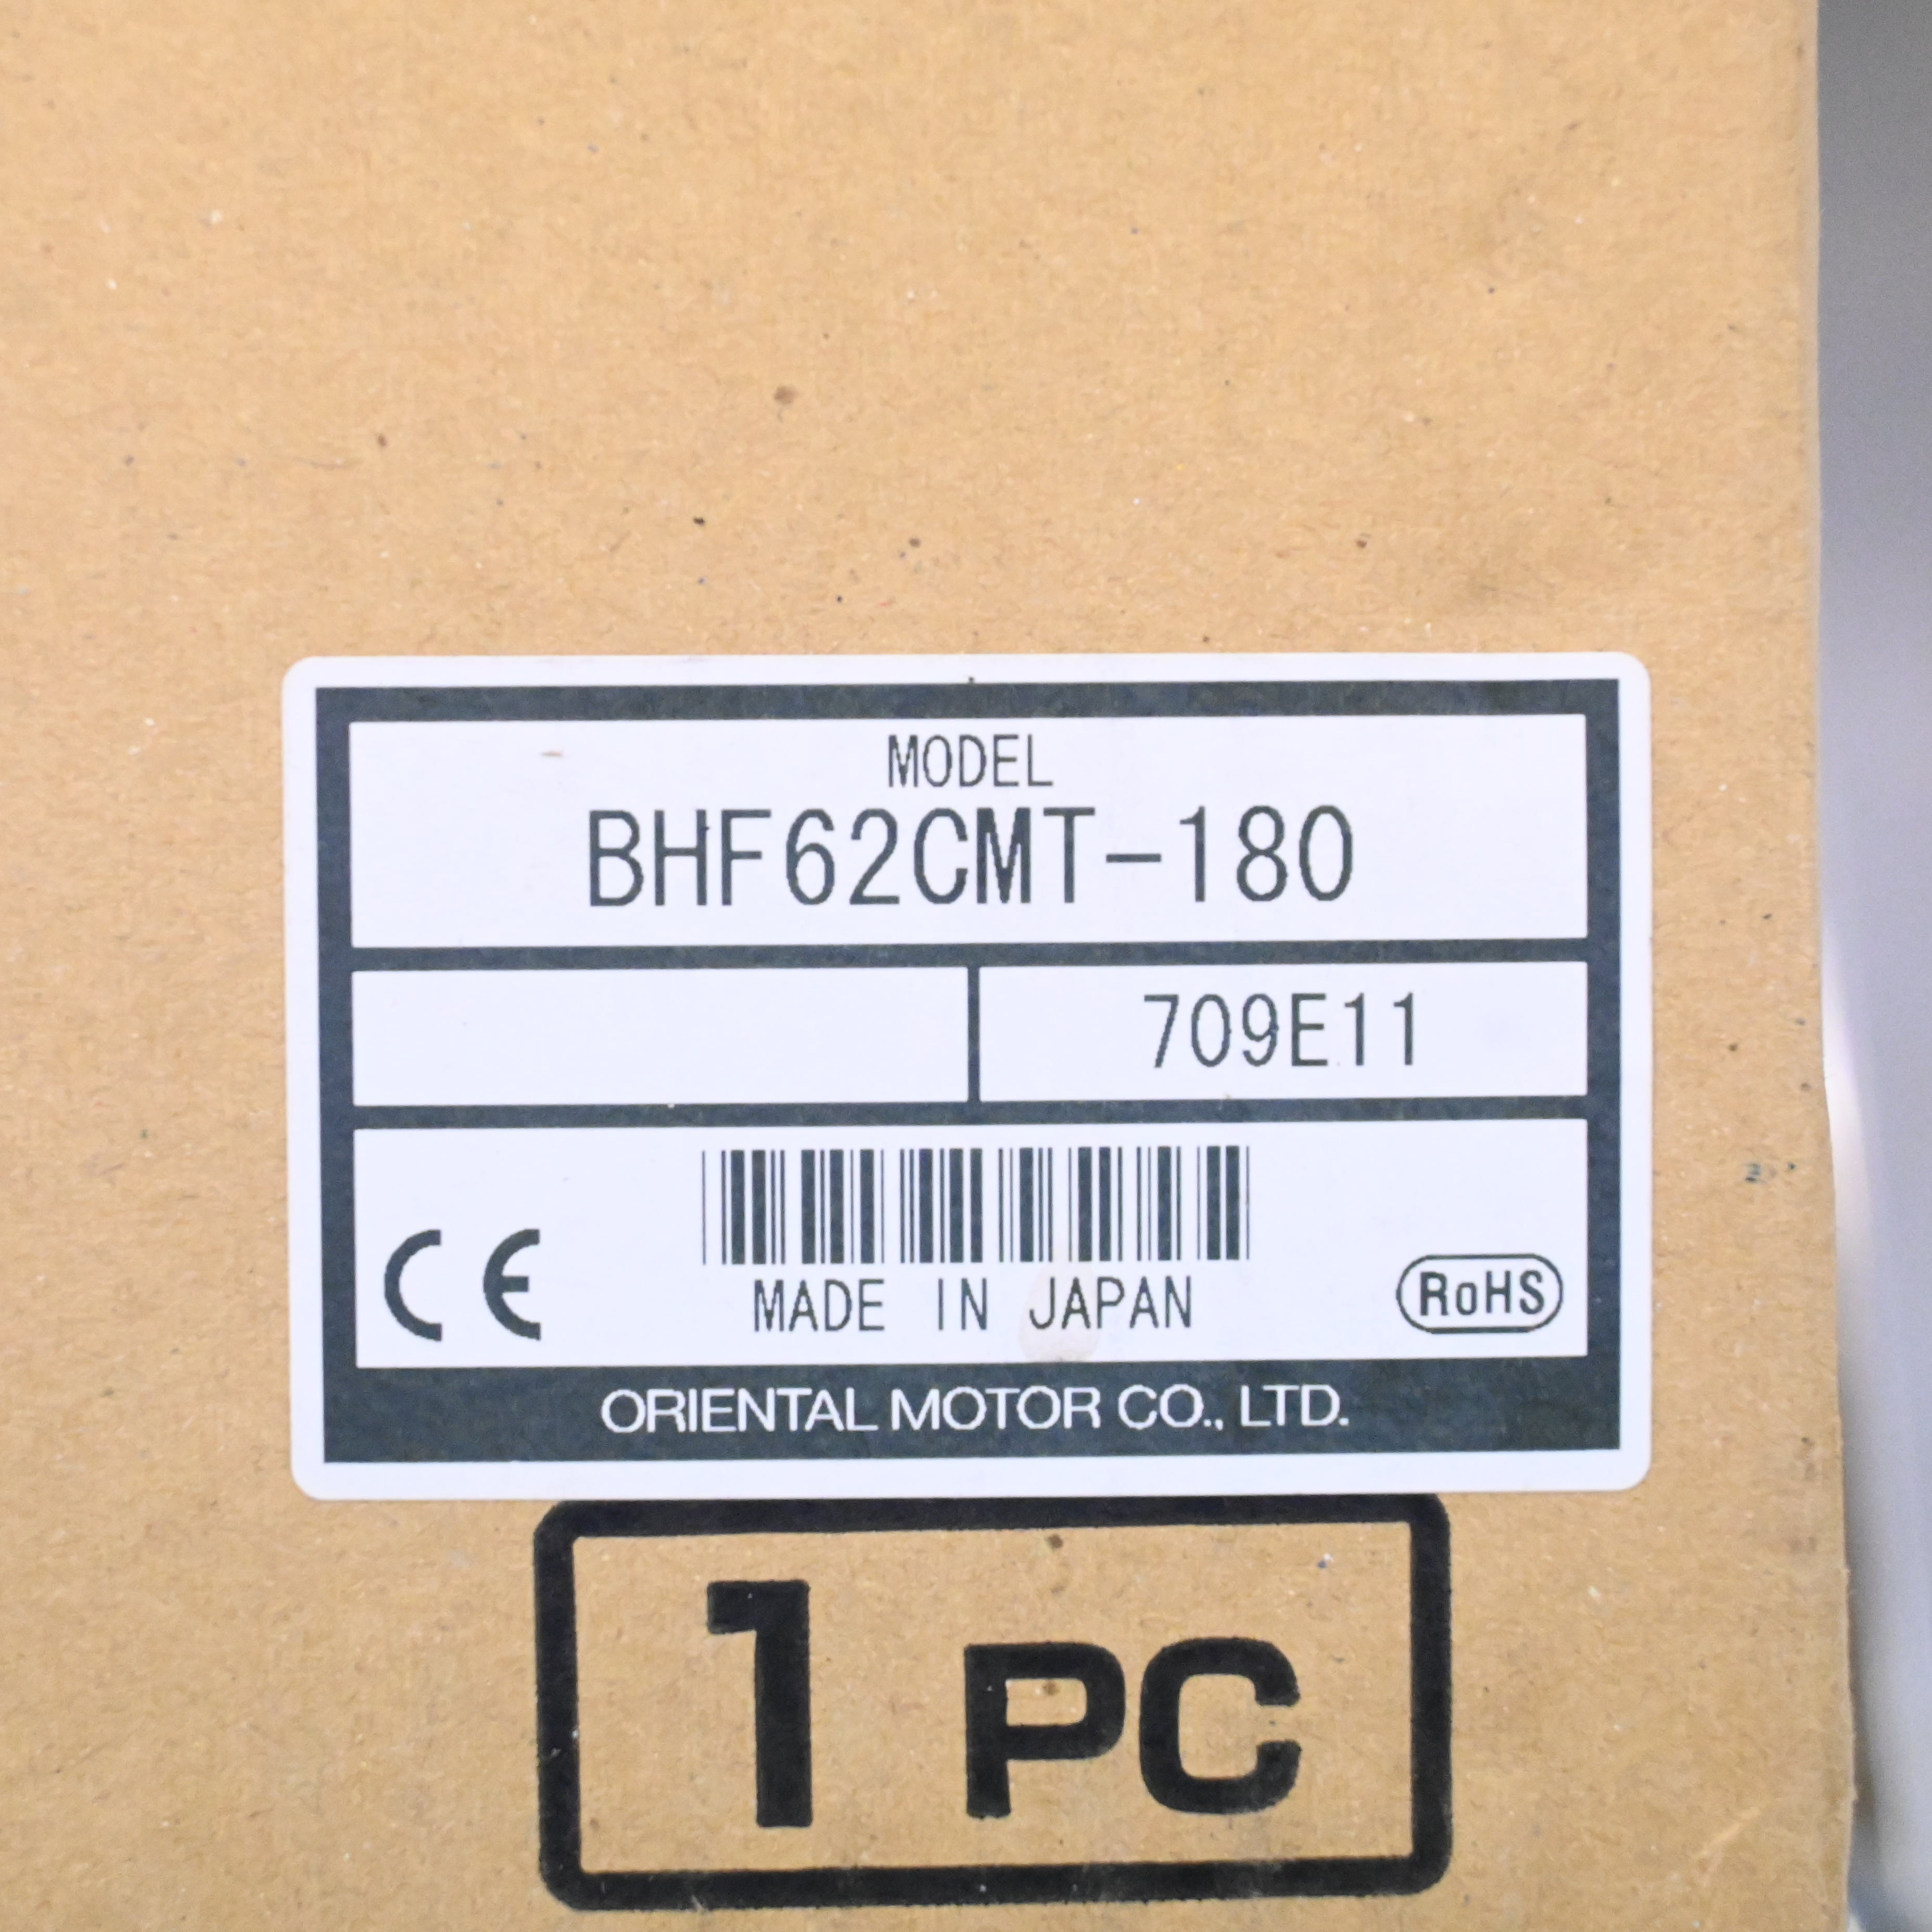 MODEL
BHF62CMT-180
709E11
CE
MADE IN JAPAN
RoHS
ORIENTAL MOTOR CO., LTD.
1 PC